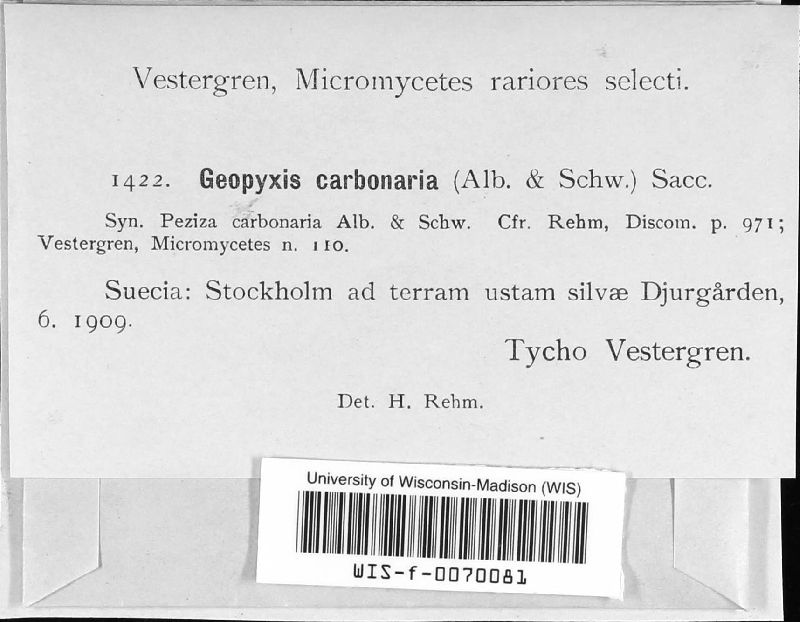 Vestergren, Micromycetes rariores selecti.
1422. Geopyxis carbonaria (Alb. & Schw.) Sacc.
Syn. Peziza carbonaria Alb. & Schw. Cfr. Rehm, Discom. p. 971;
Vestergren, Micromycetes n. 110.
Suecia: Stockholm ad terram ustam silvæ Djurgården,
6. 1909.
Tycho Vestergren.
Det. H. Rehm.
University of Wisconsin-Madison (WIS)
WIS-f-0070081